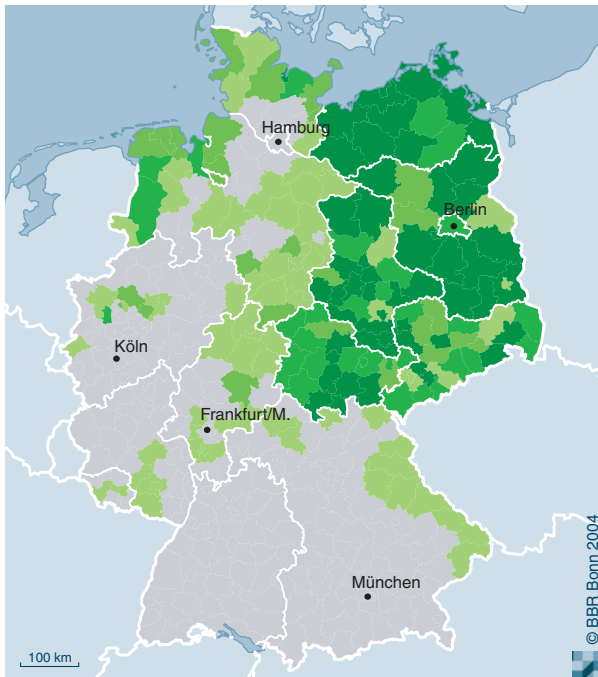 Hamburg
Berlin
Köln
Frankfurt/M.
München
100 km
© BBR Bonn 2004